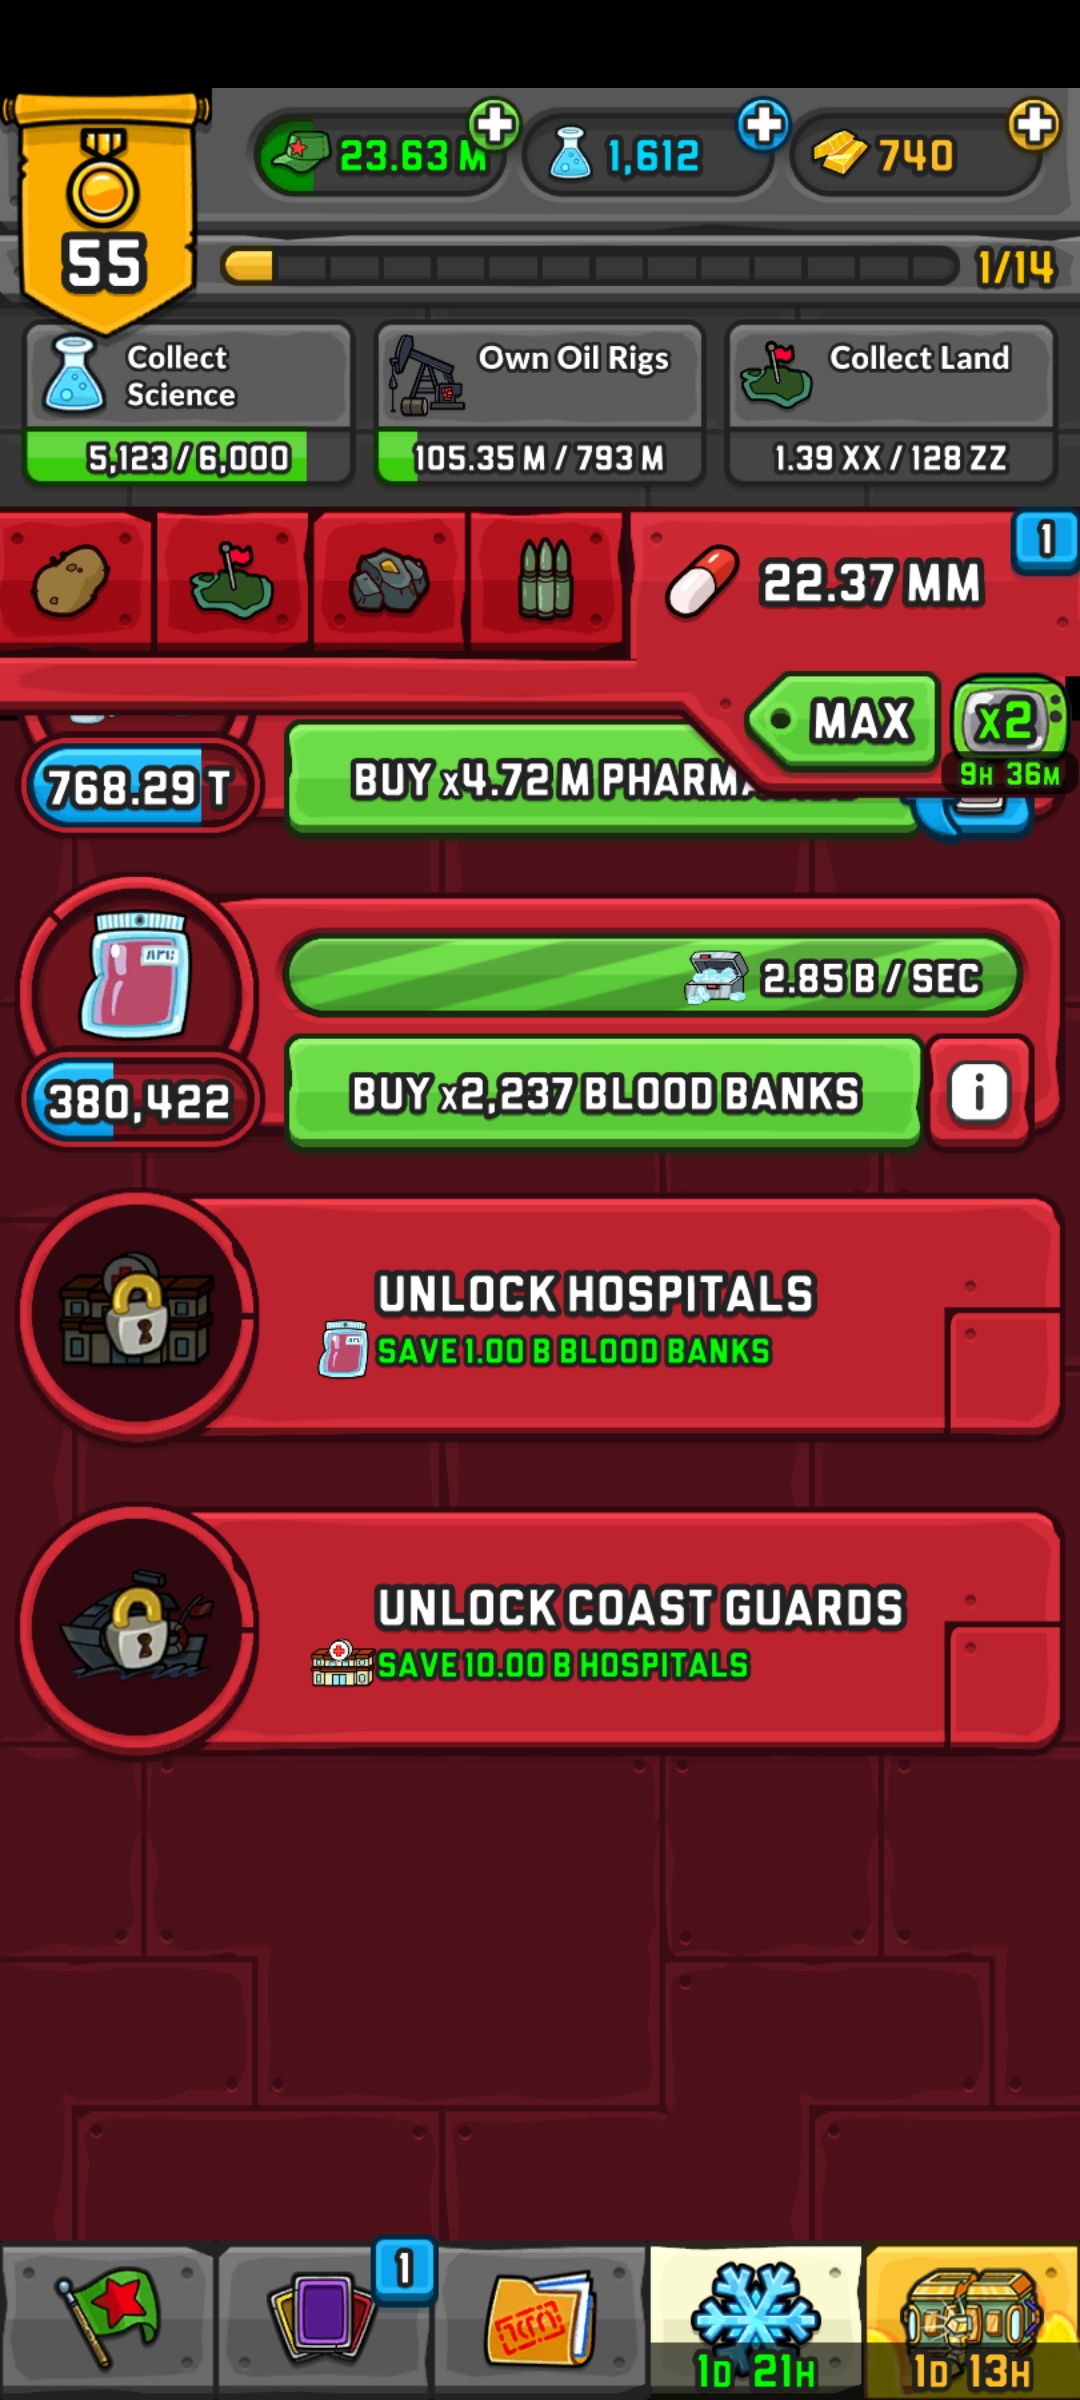 23.63 M
1,612
740
55
1/14
Collect
Science
5,123 / 6,000
Own Oil Rigs
105.35 M / 793 M
Collect Land
1.39 XX / 128 ZZ
22.37 MM
1
MAX
x2
9H 36M
768.29 T
BUY x4.72 M PHARMA
2.85 B / SEC
380,422
BUY x2,237 BLOOD BANKS
i
UNLOCK HOSPITALS
SAVE 1.00 B BLOOD BANKS
UNLOCK COAST GUARDS
SAVE 10.00 B HOSPITALS
1
1D 21H
1D 13H